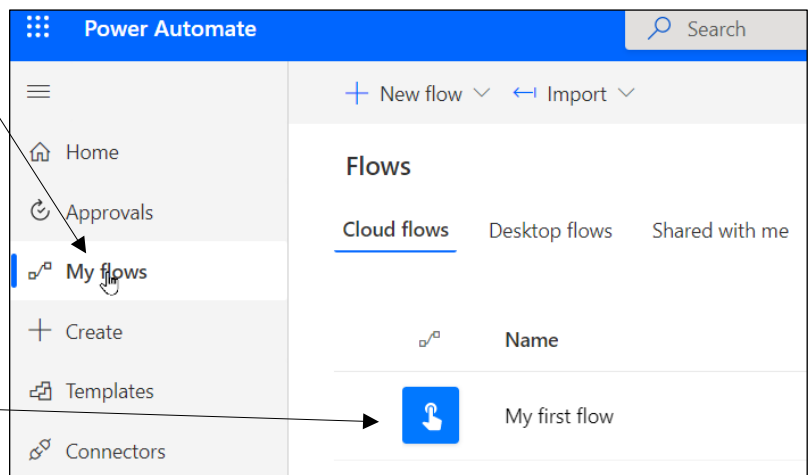 Power Automate
Search
New flow
Import
Home
Approvals
My flows
Create
Templates
Connectors
Flows
Cloud flows
Desktop flows
Shared with me
Name
My first flow